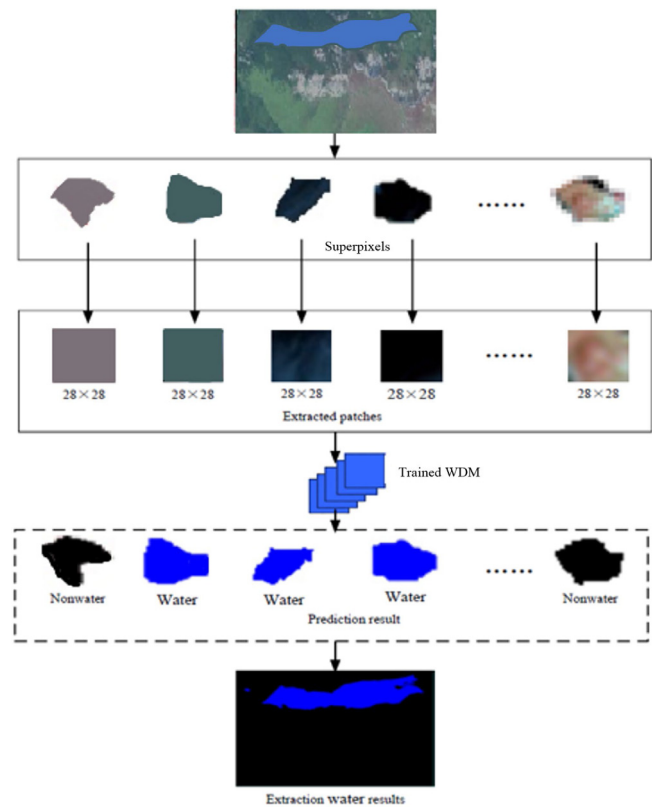 ......
Superpixels
......
28×28 28×28 28×28 28×28 28×28
Extracted patches
Trained WDM
......
Nonwater Water Water Water Nonwater
Prediction result
Extraction water results